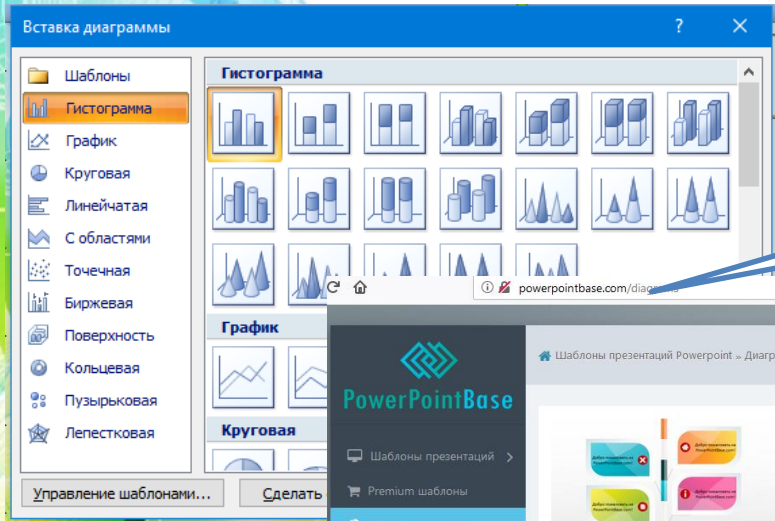 Вставка диаграммы
Шаблоны
Гистограмма
График
Круговая
Линейчатая
С областями
Точечная
Биржевая
Поверхность
Кольцевая
Пузырьковая
Лепестковая
Управление шаблонами...
Сделать
Гистограмма
График
Круговая
powerpointbase.com/diagrams
PowerPointBase
Шаблоны презентаций
Premium шаблоны
Шаблоны презентаций Powerpoint » Диагр